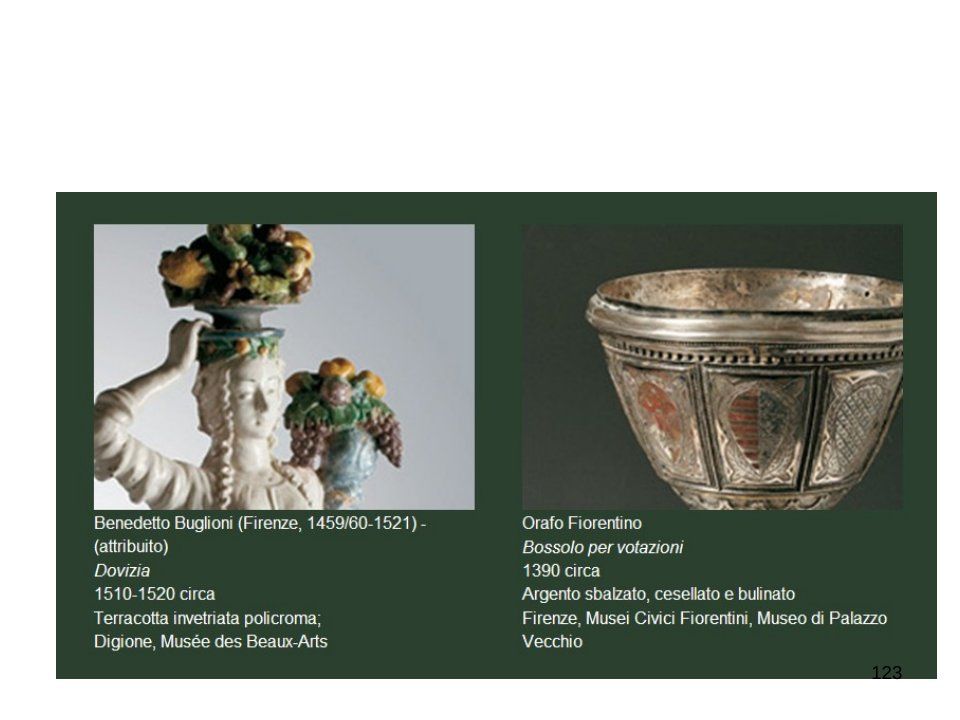 Benedetto Buglioni (Firenze, 1459/60-1521) -
(attribuito)
Dovizia
1510-1520 circa
Terracotta invetriata policroma;
Digione, Musée des Beaux-Arts
Orafo Fiorentino
Bossolo per votazioni
1390 circa
Argento sbalzato, cesellato e bulinato
Firenze, Musei Civici Fiorentini, Museo di Palazzo
Vecchio
123